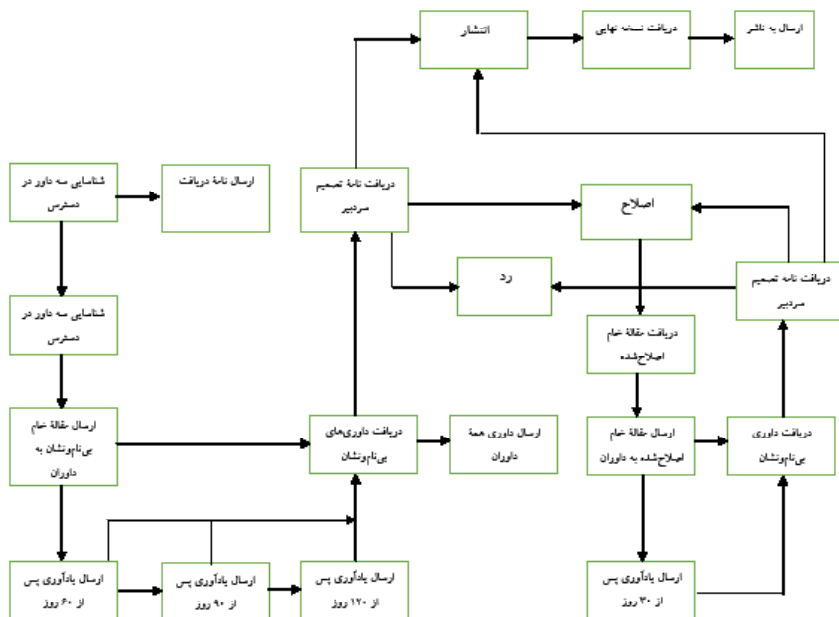 انتشار
دریافت نسخه نهایی
ارسال به ناشر
شناسایی سه داور در
دسترس
ارسال نامهٔ دریافت
دریافت نامهٔ تصمیم
سردبیر
اصلاح
رد
دریافت نامه تصمیم
سردبیر
شناسایی سه داور در
دسترس
دریافت مقالهٔ خام
اصلاح‌شده
ارسال مقالهٔ خام
بی‌نام‌ونشان به
داوران
دریافت داوری‌های
بی‌نام‌ونشان
ارسال داوری همهٔ
داوران
ارسال مقالهٔ خام
اصلاح‌شده به داوران
دریافت داوری
بی‌نام‌ونشان
ارسال یادآوری پس
از ۶۰ روز
ارسال یادآوری پس
از ۹۰ روز
ارسال یادآوری پس
از ۱۲۰ روز
ارسال یادآوری پس
از ۳۰ روز